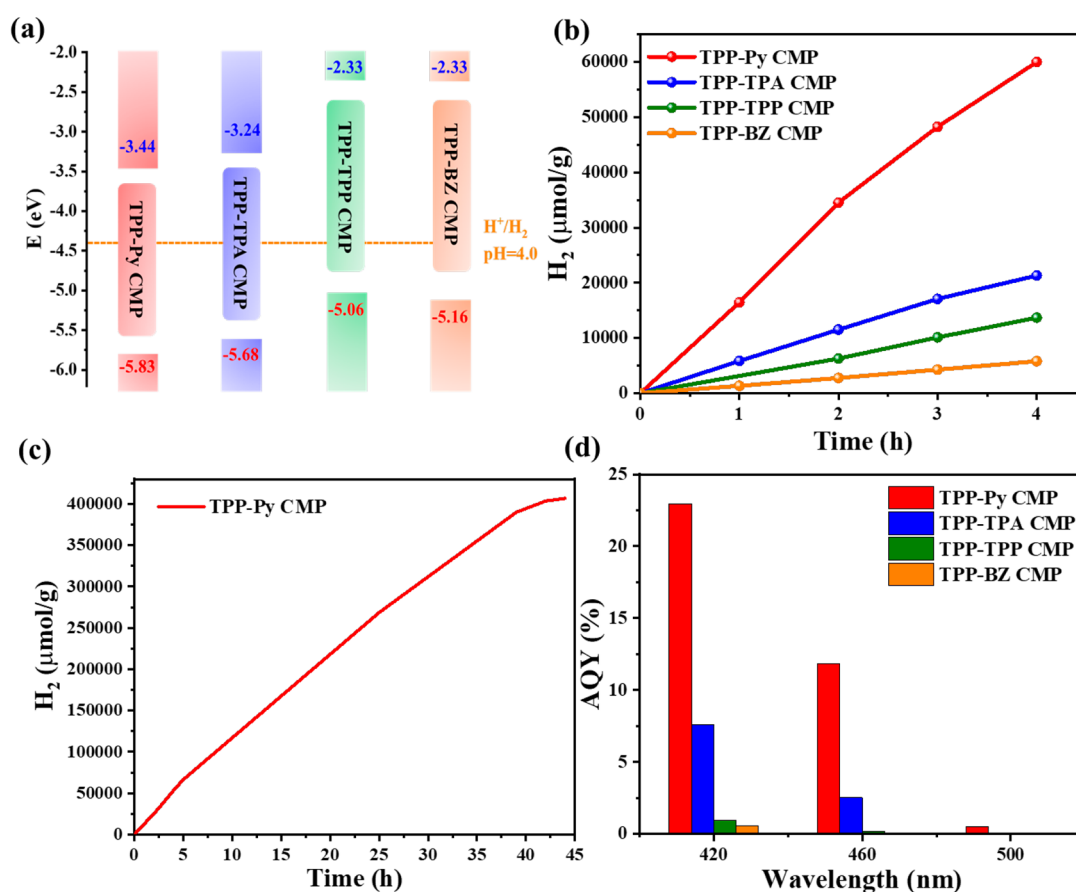 (a)
-2.0
-2.5
-3.0
-3.5
-4.0
-4.5
-5.0
-5.5
-6.0
E (eV)
-3.44
-3.24
-2.33
-2.33
TPP-Py CMP
TPP-TPA CMP
TPP-TPP CMP
TPP-BZ CMP
H⁺/H₂
pH=4.0
-5.83
-5.68
-5.06
-5.16
(b)
60000
50000
40000
30000
20000
10000
0
H₂ (μmol/g)
TPP-Py CMP
TPP-TPA CMP
TPP-TPP CMP
TPP-BZ CMP
0 1 2 3 4
Time (h)
(c)
400000
350000
300000
250000
200000
150000
100000
50000
0
H₂ (μmol/g)
TPP-Py CMP
0 5 10 15 20 25 30 35 40 45
Time (h)
(d)
25
20
15
10
5
0
AQY (%)
TPP-Py CMP
TPP-TPA CMP
TPP-TPP CMP
TPP-BZ CMP
420 460 500
Wavelength (nm)